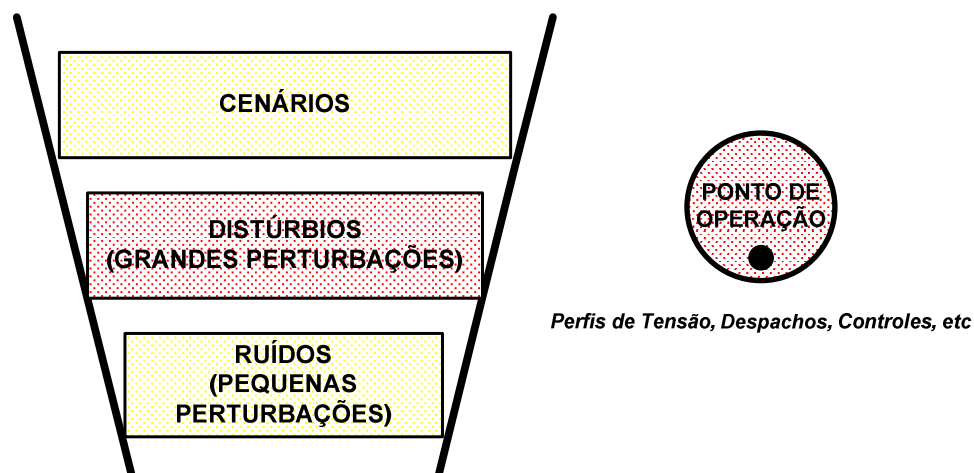 CENÁRIOS
DISTÚRBIOS
(GRANDES PERTURBAÇÕES)
RUÍDOS
(PEQUENAS
PERTURBAÇÕES)
PONTO DE
OPERAÇÃO
Perfis de Tensão, Despachos, Controles, etc